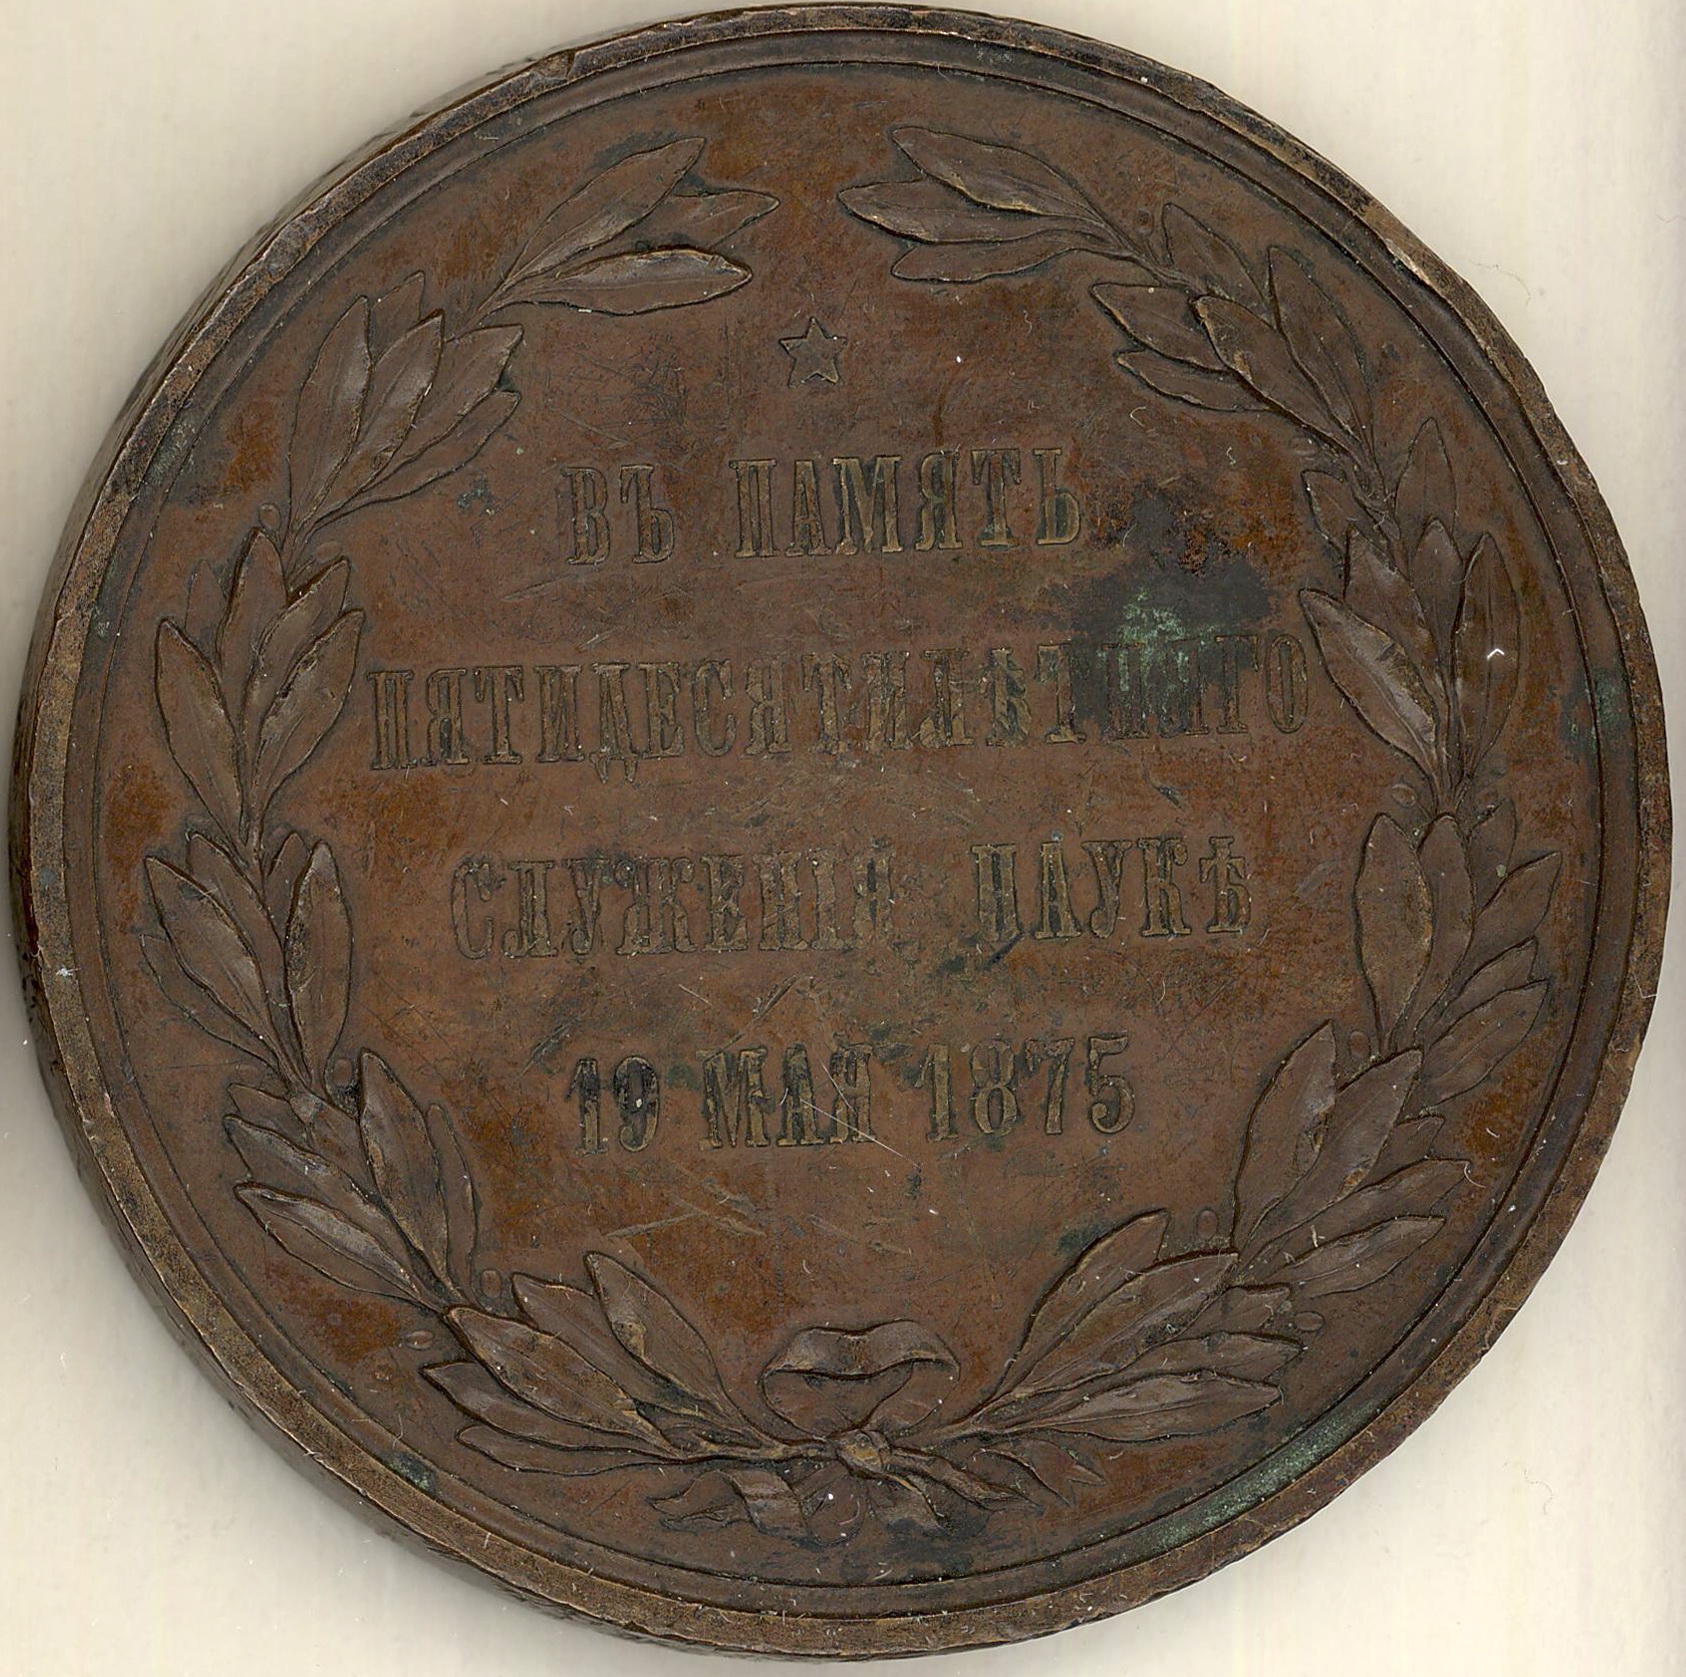 ВЪ ПАМЯТЬ
ПЯТИДЕСЯТИЛѢТНЯГО
СЛУЖЕНІЯ НАУКѢ
19 МАЯ 1875